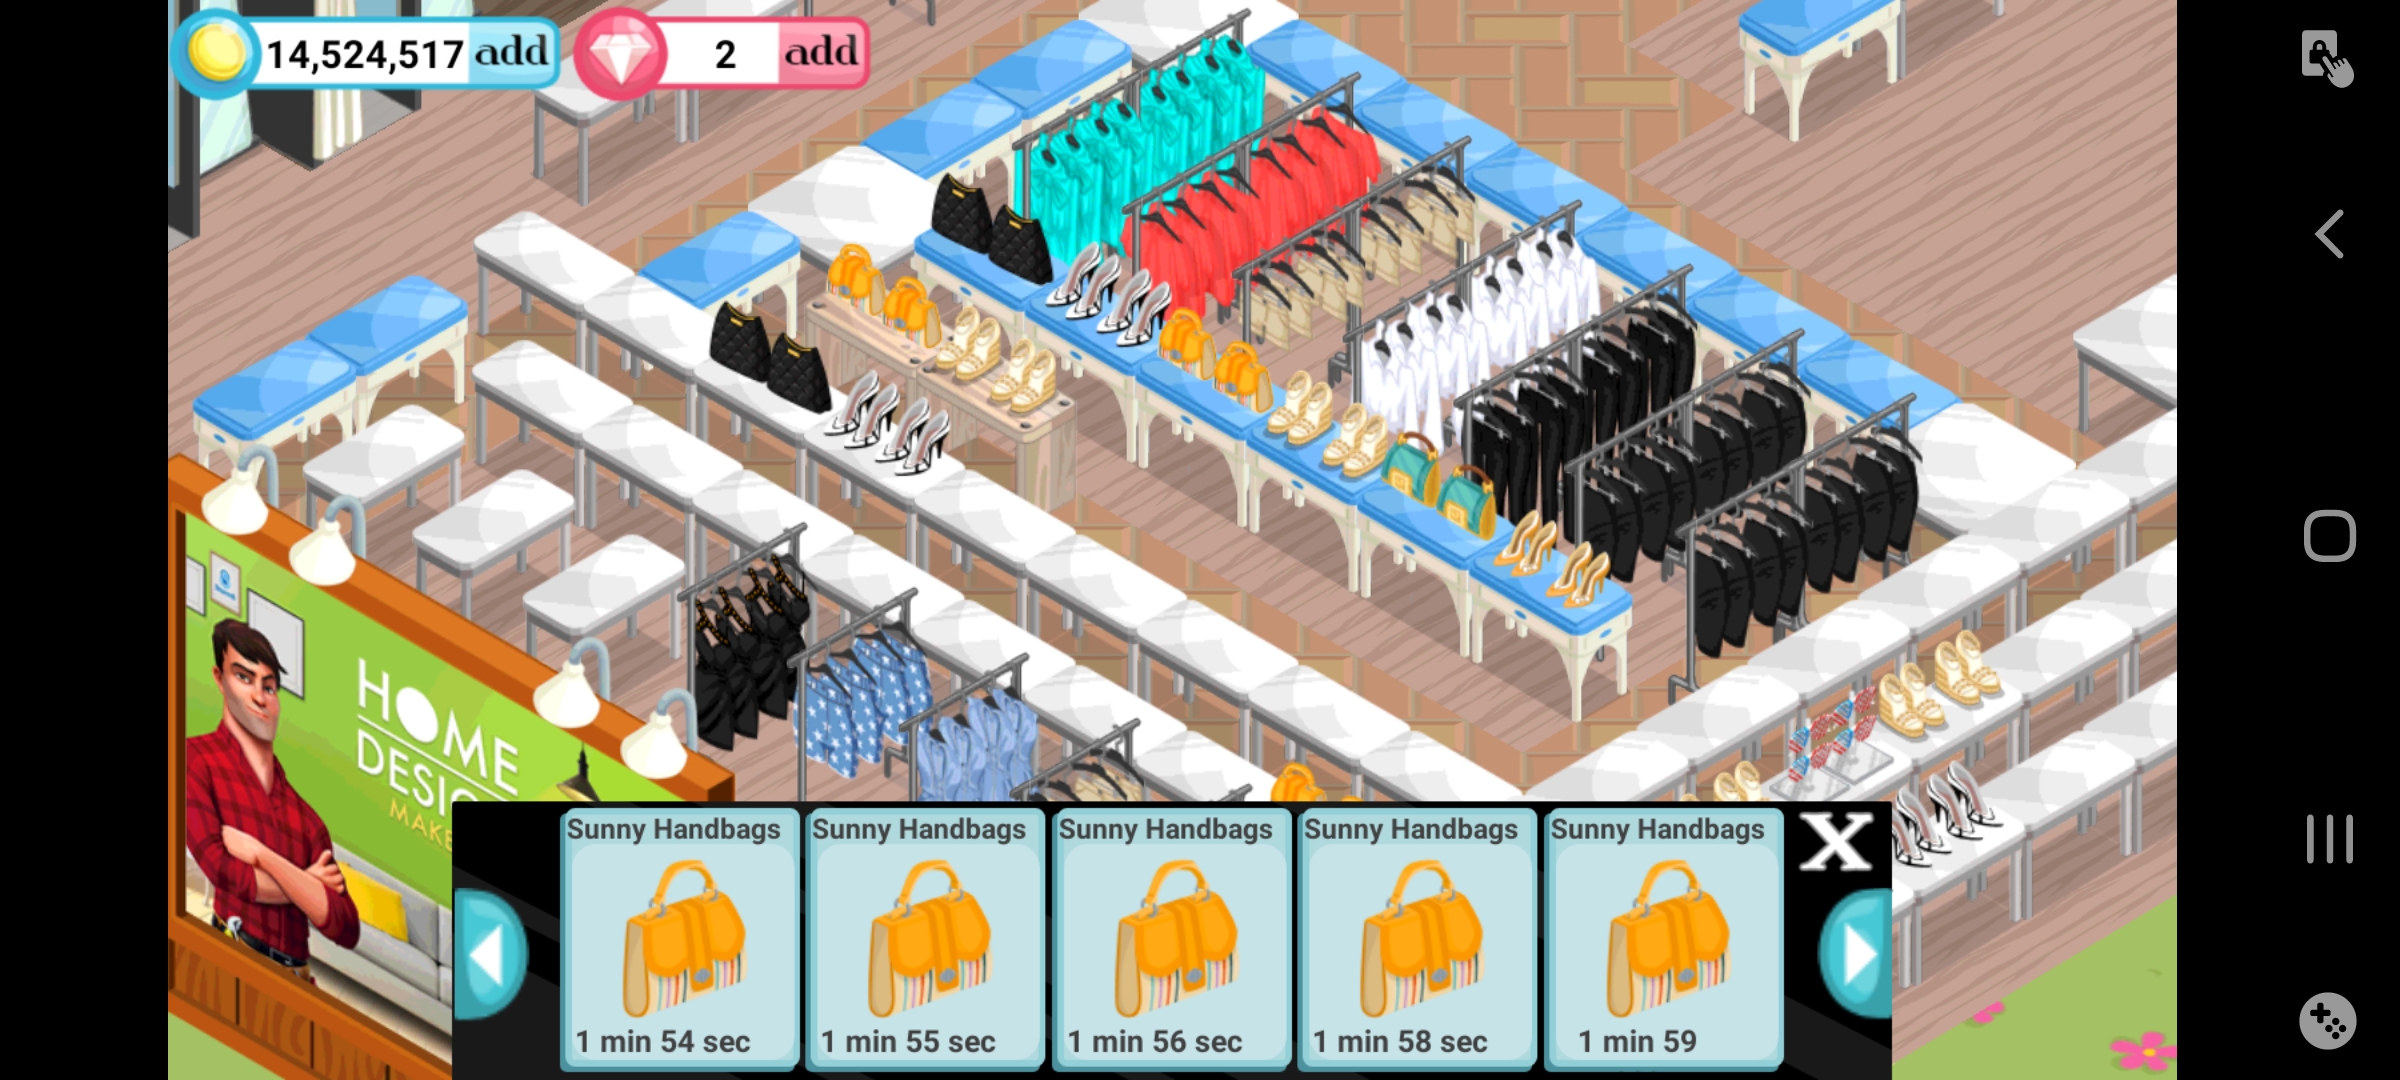 14,524,517 add
2 add
HOME
DESIGN
MAKE
Sunny Handbags
1 min 54 sec
Sunny Handbags
1 min 55 sec
Sunny Handbags
1 min 56 sec
Sunny Handbags
1 min 58 sec
Sunny Handbags
1 min 59
X